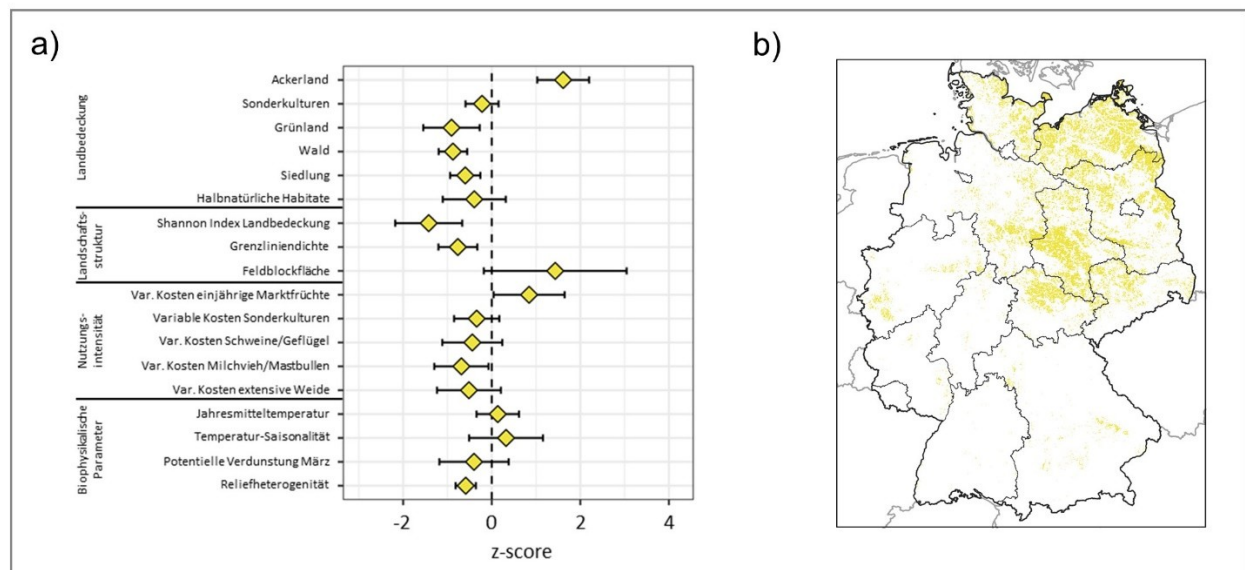 a)
b)
Landbedeckung
Ackerland
Sonderkulturen
Grünland
Wald
Siedlung
Halbnatürliche Habitate
Landschafts-
struktur
Shannon Index Landbedeckung
Grenzliniendichte
Feldblockfläche
Nutzungs-
intensität
Var. Kosten einjährige Marktfrüchte
Variable Kosten Sonderkulturen
Var. Kosten Schweine/Geflügel
Var. Kosten Milchvieh/Mastbullen
Var. Kosten extensive Weide
Biophysikalische
Parameter
Jahresmitteltemperatur
Temperatur-Saisonalität
Potentielle Verdunstung März
Reliefheterogenität
-2 0 2 4
z-score